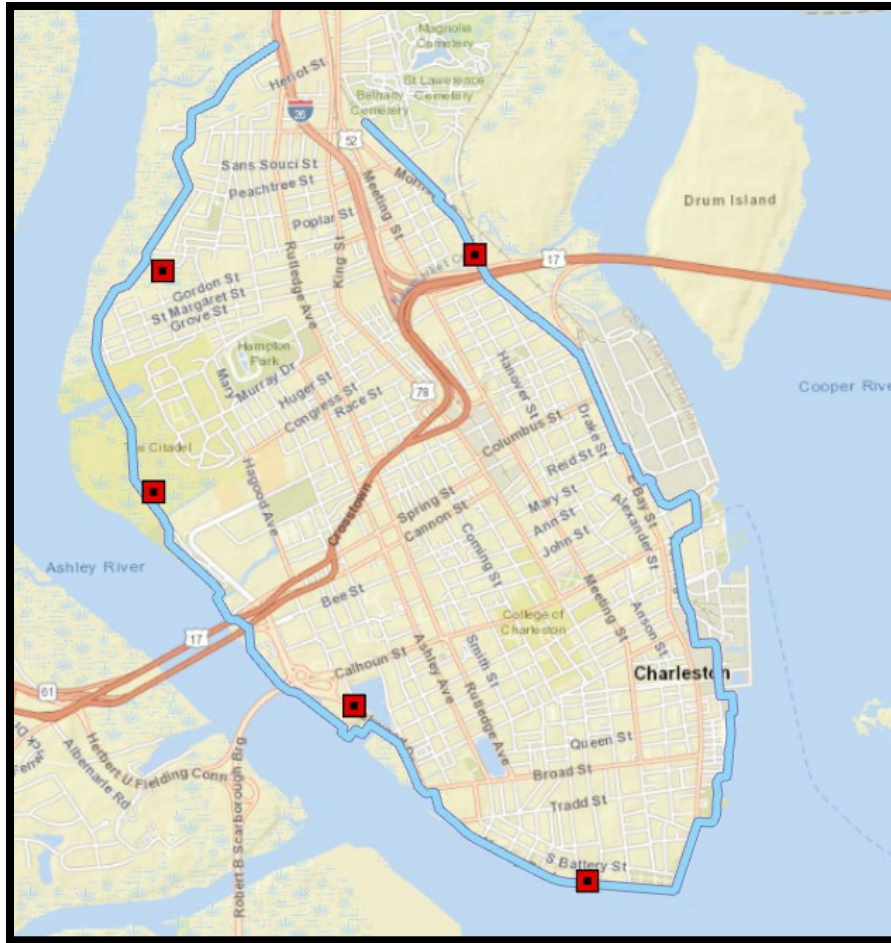 Magnolia
Cemetery
Heriot St
St Lawerence
Cemetery
Bethany
Cemetery
26
52
Sans Souci St
Peachtree St
Meeting St
Drum Island
Poplar St
King St
Rutledge Ave
17
Gordon St
St Margaret St
Grove St
Hampton
Park
Mary
Murray Dr
Huger St
Congress St
Race St
78
Hanover St
Cooper Rive
Columbus St
Drake St
The Citadel
Reid St
Hagood Ave
Crosstown
Spring St
Cannon St
Mary St
Ann St
John St
E Bay St
Alexander St
Coming St
Ashley River
Bee St
College of
Charleston
Meeting St
Anson St
17
Calhoun St
Ashley Ave
Smith St
Rutledge Ave
Charleston
61
Herbert U Fielding Conn
Albemarle Rd
Robert B Scarborough Brg
Queen St
Broad St
Tradd St
S Battery St